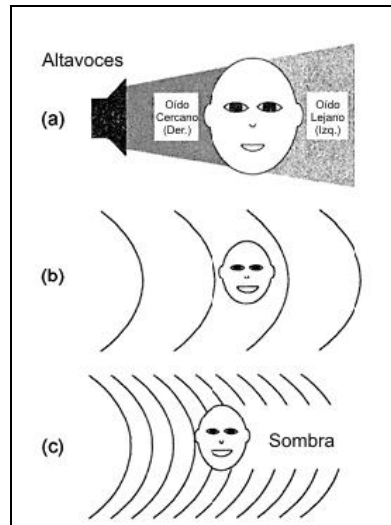 Altavoces
(a)
Oído
Cercano
(Der.)
Oído
Lejano
(Izq.)
(b)
(c)
Sombra